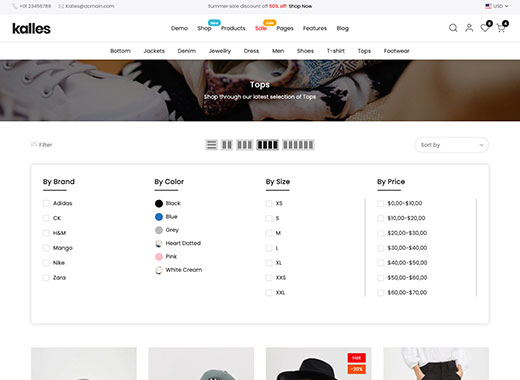 +01 23456789 kalles@domain.com Summer sale discount off 50% off! Shop Now USD
kalles Demo Shop New Products Sale Sale Pages Features Blog 0 4
Bottom Jackets Denim Jewellry Dress Men Shoes T-shirt Tops Footwear
Tops
Shop through our latest selection of Tops
Filter Sort by
By Brand By Color By Size By Price
Adidas Black XS $0,00-$10,00
CK Blue S $10,00-$20,00
H&M Grey M $20,00-$30,00
Mango Heart Dotted L $30,00-$40,00
Nike Pink XL $40,00-$50,00
Zara White Cream XXS $50,00-$60,00
XXL $60,00-$70,00
Hot
-20%